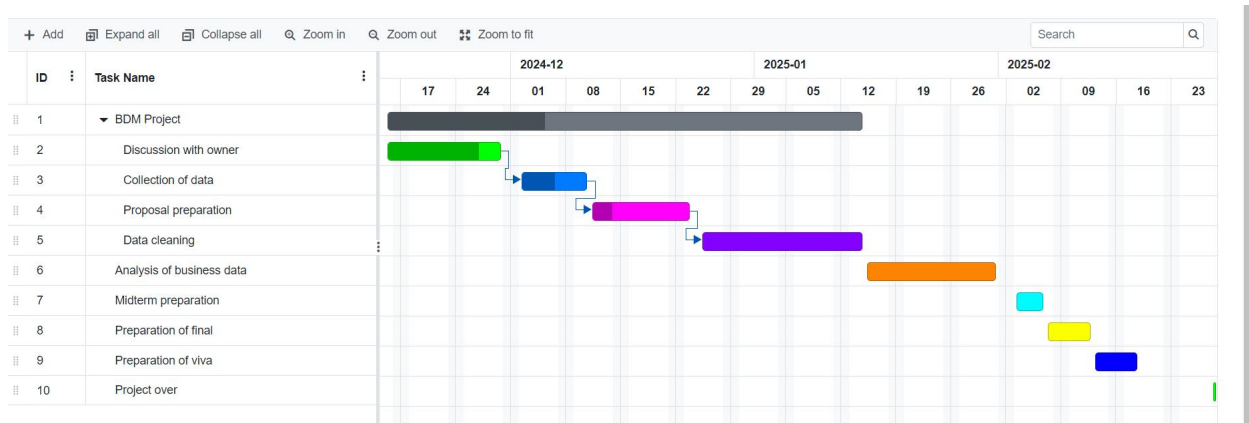 Add Expand all Collapse all Zoom in Zoom out Zoom to fit Search
ID Task Name 2024-12 2025-01 2025-02
17 24 01 08 15 22 29 05 12 19 26 02 09 16 23
1 BDM Project
2 Discussion with owner
3 Collection of data
4 Proposal preparation
5 Data cleaning
6 Analysis of business data
7 Midterm preparation
8 Preparation of final
9 Preparation of viva
10 Project over